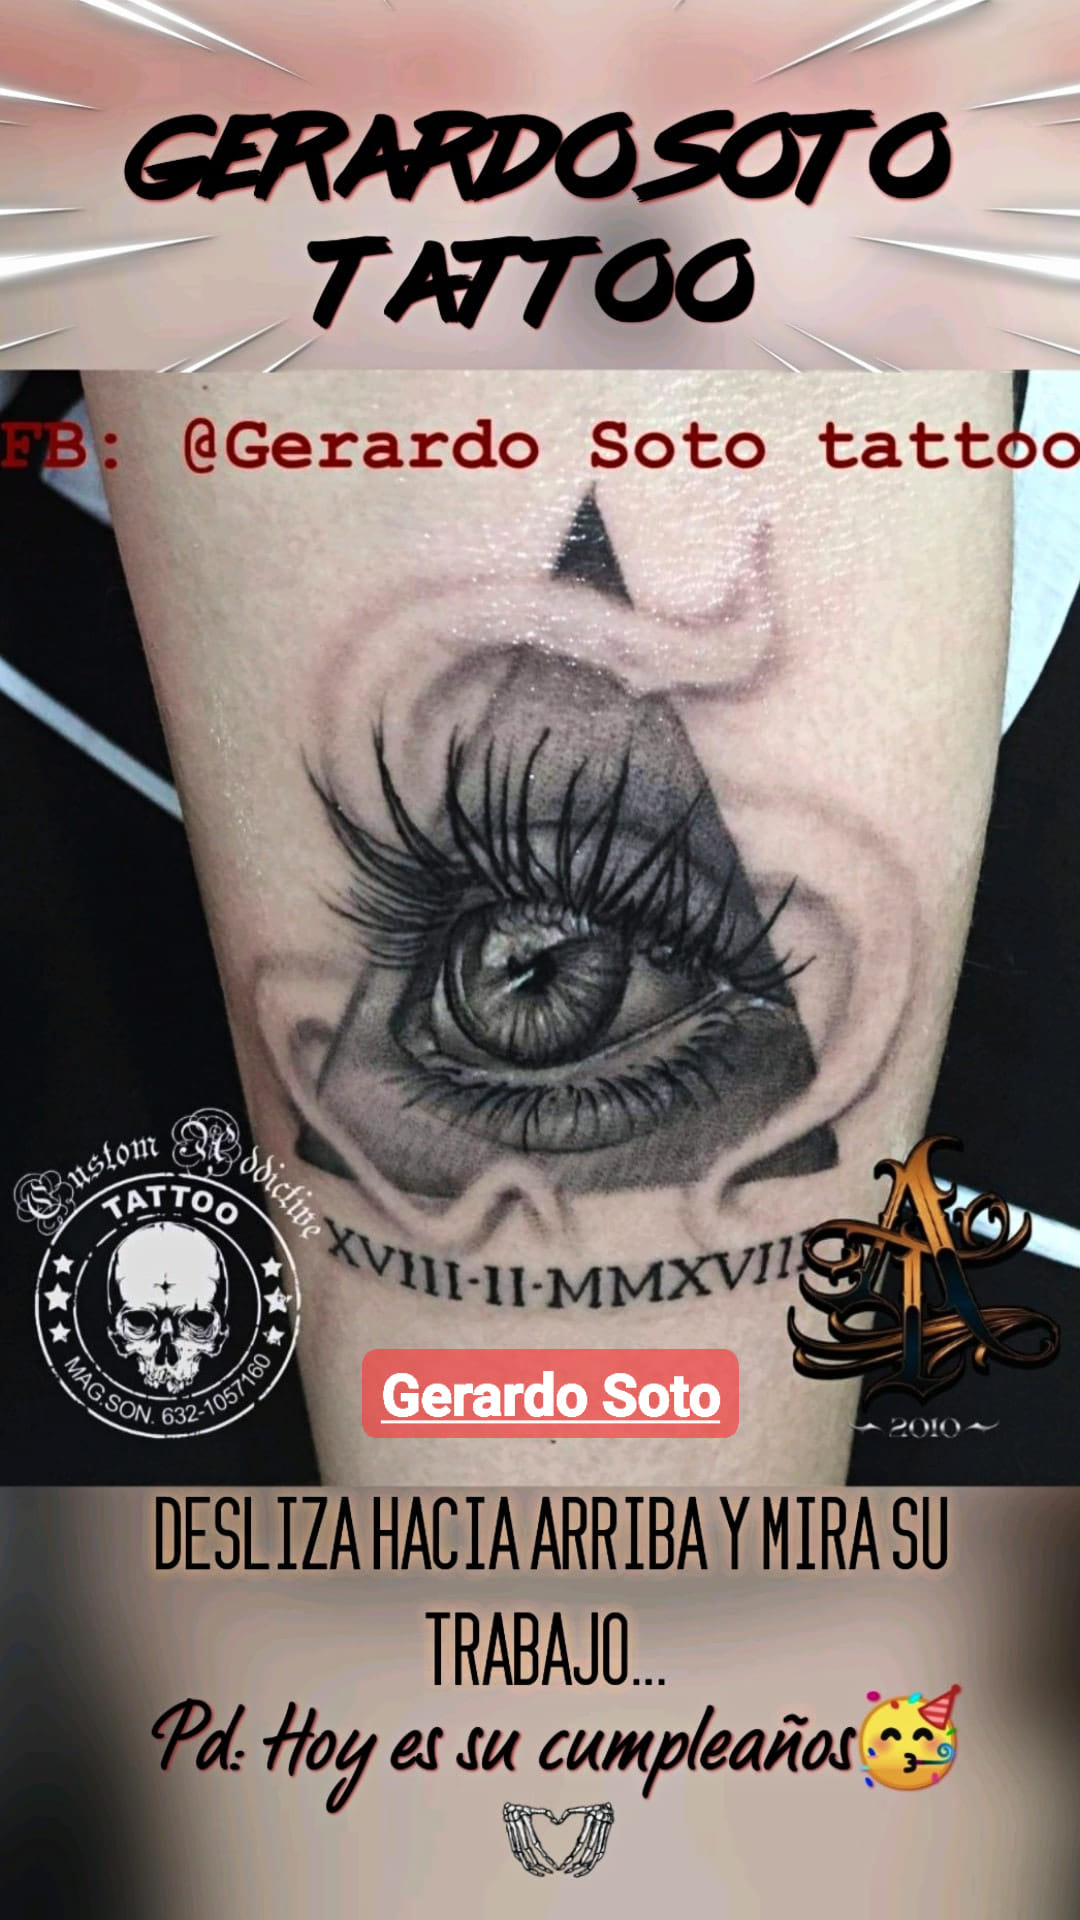 GERARDO SOTO
TATTOO
FB: @Gerardo Soto tattoo
Custom Addictive
TATTOO
MAG.SON. 632-1057160
XVIII-II-MMXVIII
A
2010
Gerardo Soto
DESLIZA HACIA ARRIBA Y MIRA SU
TRABAJO...
Pd: Hoy es su cumpleaños